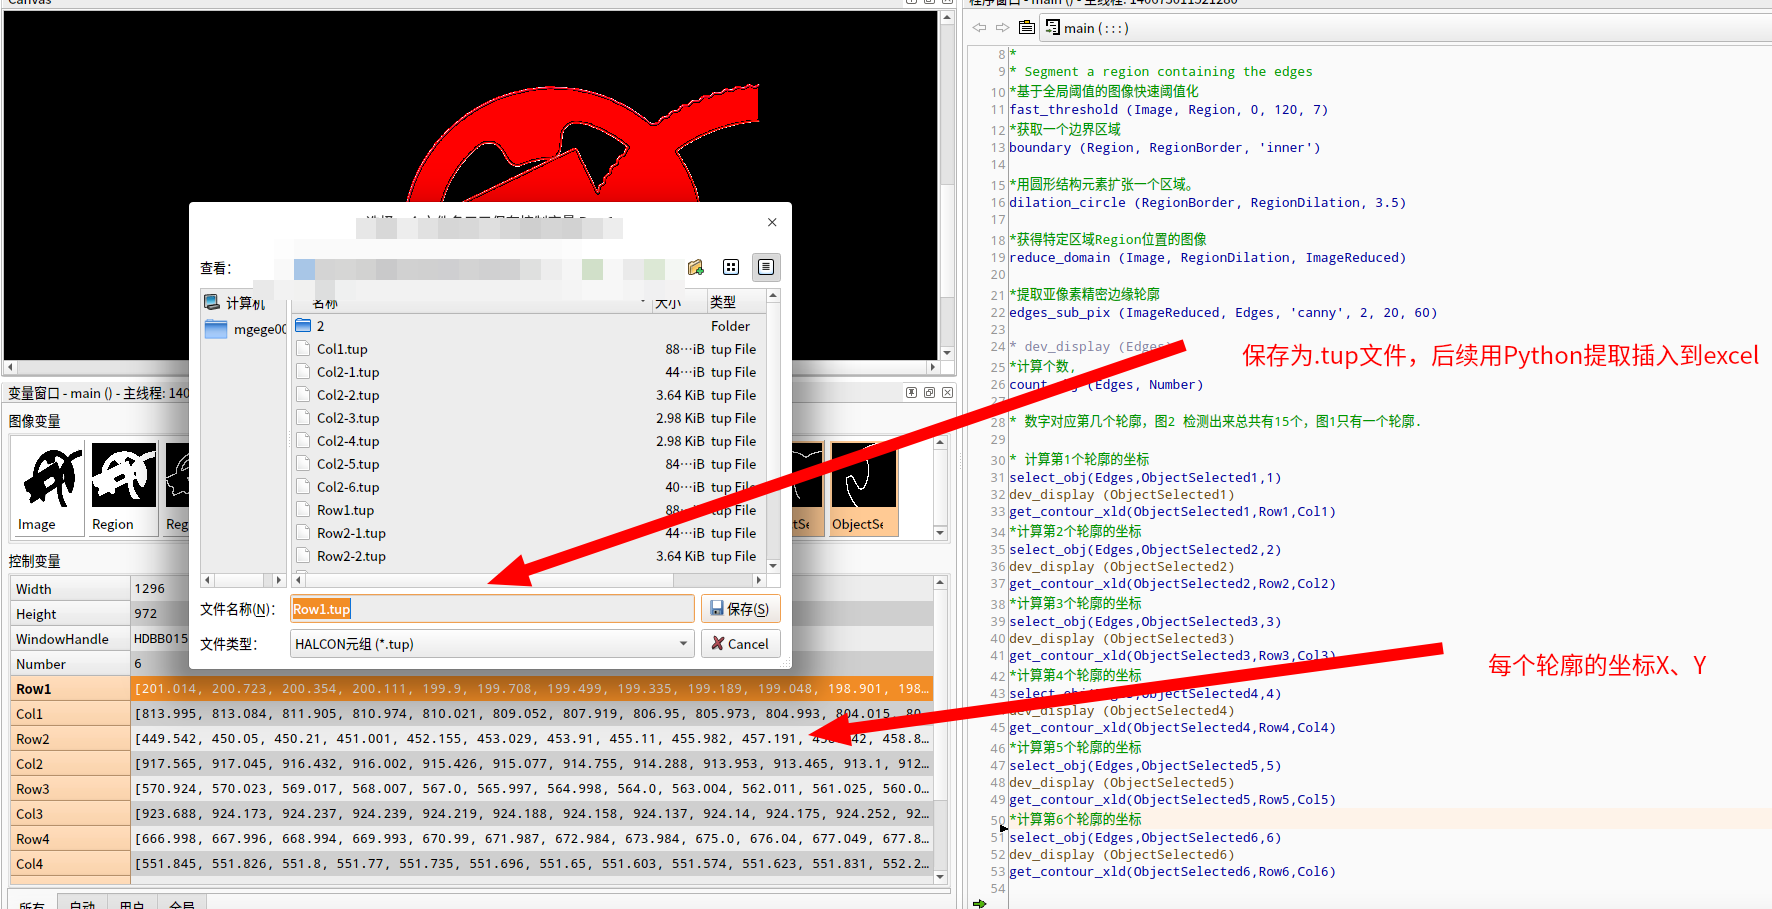 Canvas
程序窗口 - main () - 主线程: 140673011521280
main (:::)
8 *
9 * Segment a region containing the edges
10 *基于全局阈值的图像快速阈值化
11 fast_threshold (Image, Region, 0, 120, 7)
12 *获取一个边界区域
13 boundary (Region, RegionBorder, 'inner')
14
15 *用圆形结构元素扩张一个区域。
16 dilation_circle (RegionBorder, RegionDilation, 3.5)
17
18 *获得特定区域Region位置的图像
19 reduce_domain (Image, RegionDilation, ImageReduced)
20
21 *提取亚像素精密边缘轮廓
22 edges_sub_pix (ImageReduced, Edges, 'canny', 2, 20, 60)
23
24 * dev_display (Edges)
25 *计算个数,
26 count_obj (Edges, Number)
27
28 * 数字对应第几个轮廓，图2 检测出来总共有15个，图1只有一个轮廓.
29
30 * 计算第1个轮廓的坐标
31 select_obj(Edges,ObjectSelected1,1)
32 dev_display (ObjectSelected1)
33 get_contour_xld(ObjectSelected1,Row1,Col1)
34 *计算第2个轮廓的坐标
35 select_obj(Edges,ObjectSelected2,2)
36 dev_display (ObjectSelected2)
37 get_contour_xld(ObjectSelected2,Row2,Col2)
38 *计算第3个轮廓的坐标
39 select_obj(Edges,ObjectSelected3,3)
40 dev_display (ObjectSelected3)
41 get_contour_xld(ObjectSelected3,Row3,Col3)
42 *计算第4个轮廓的坐标
43 select_obj(Edges,ObjectSelected4,4)
44 dev_display (ObjectSelected4)
45 get_contour_xld(ObjectSelected4,Row4,Col4)
46 *计算第5个轮廓的坐标
47 select_obj(Edges,ObjectSelected5,5)
48 dev_display (ObjectSelected5)
49 get_contour_xld(ObjectSelected5,Row5,Col5)
50 *计算第6个轮廓的坐标
51 select_obj(Edges,ObjectSelected6,6)
52 dev_display (ObjectSelected6)
53 get_contour_xld(ObjectSelected6,Row6,Col6)
54
保存为.tup文件，后续用Python提取插入到excel
每个轮廓的坐标X、Y
查看：
计算机
mgege00
名称 大小 类型
2 Folder
Col1.tup 88…iB tup File
Col2-1.tup 44…iB tup File
Col2-2.tup 3.64 KiB tup File
Col2-3.tup 2.98 KiB tup File
Col2-4.tup 2.98 KiB tup File
Col2-5.tup 84…iB tup File
Col2-6.tup 40…iB tup File
Row1.tup 88…iB tup File
Row2-1.tup 44…iB tup File
Row2-2.tup 3.64 KiB tup File
文件名称(N)： Row1.tup 保存(S)
文件类型： HALCON元组 (*.tup) Cancel
变量窗口 - main () - 主线程: 140
图像变量
Image Region Reg ctSe ObjectSe
控制变量
Width 1296
Height 972
WindowHandle HDBB015
Number 6
Row1 [201.014, 200.723, 200.354, 200.111, 199.9, 199.708, 199.499, 199.335, 199.189, 199.048, 198.901, 198…
Col1 [813.995, 813.084, 811.905, 810.974, 810.021, 809.052, 807.919, 806.95, 805.973, 804.993, 804.015, 80
Row2 [449.542, 450.05, 450.21, 451.001, 452.155, 453.029, 453.91, 455.11, 455.982, 457.191, 42, 458.8…
Col2 [917.565, 917.045, 916.432, 916.002, 915.426, 915.077, 914.755, 914.288, 913.953, 913.465, 913.1, 912…
Row3 [570.924, 570.023, 569.017, 568.007, 567.0, 565.997, 564.998, 564.0, 563.004, 562.011, 561.025, 560.0…
Col3 [923.688, 924.173, 924.237, 924.239, 924.219, 924.188, 924.158, 924.137, 924.14, 924.175, 924.252, 92…
Row4 [666.998, 667.996, 668.994, 669.993, 670.99, 671.987, 672.984, 673.984, 675.0, 676.04, 677.049, 677.8…
Col4 [551.845, 551.826, 551.8, 551.77, 551.735, 551.696, 551.65, 551.603, 551.574, 551.623, 551.831, 552.2…
所有 自动 用户 全局